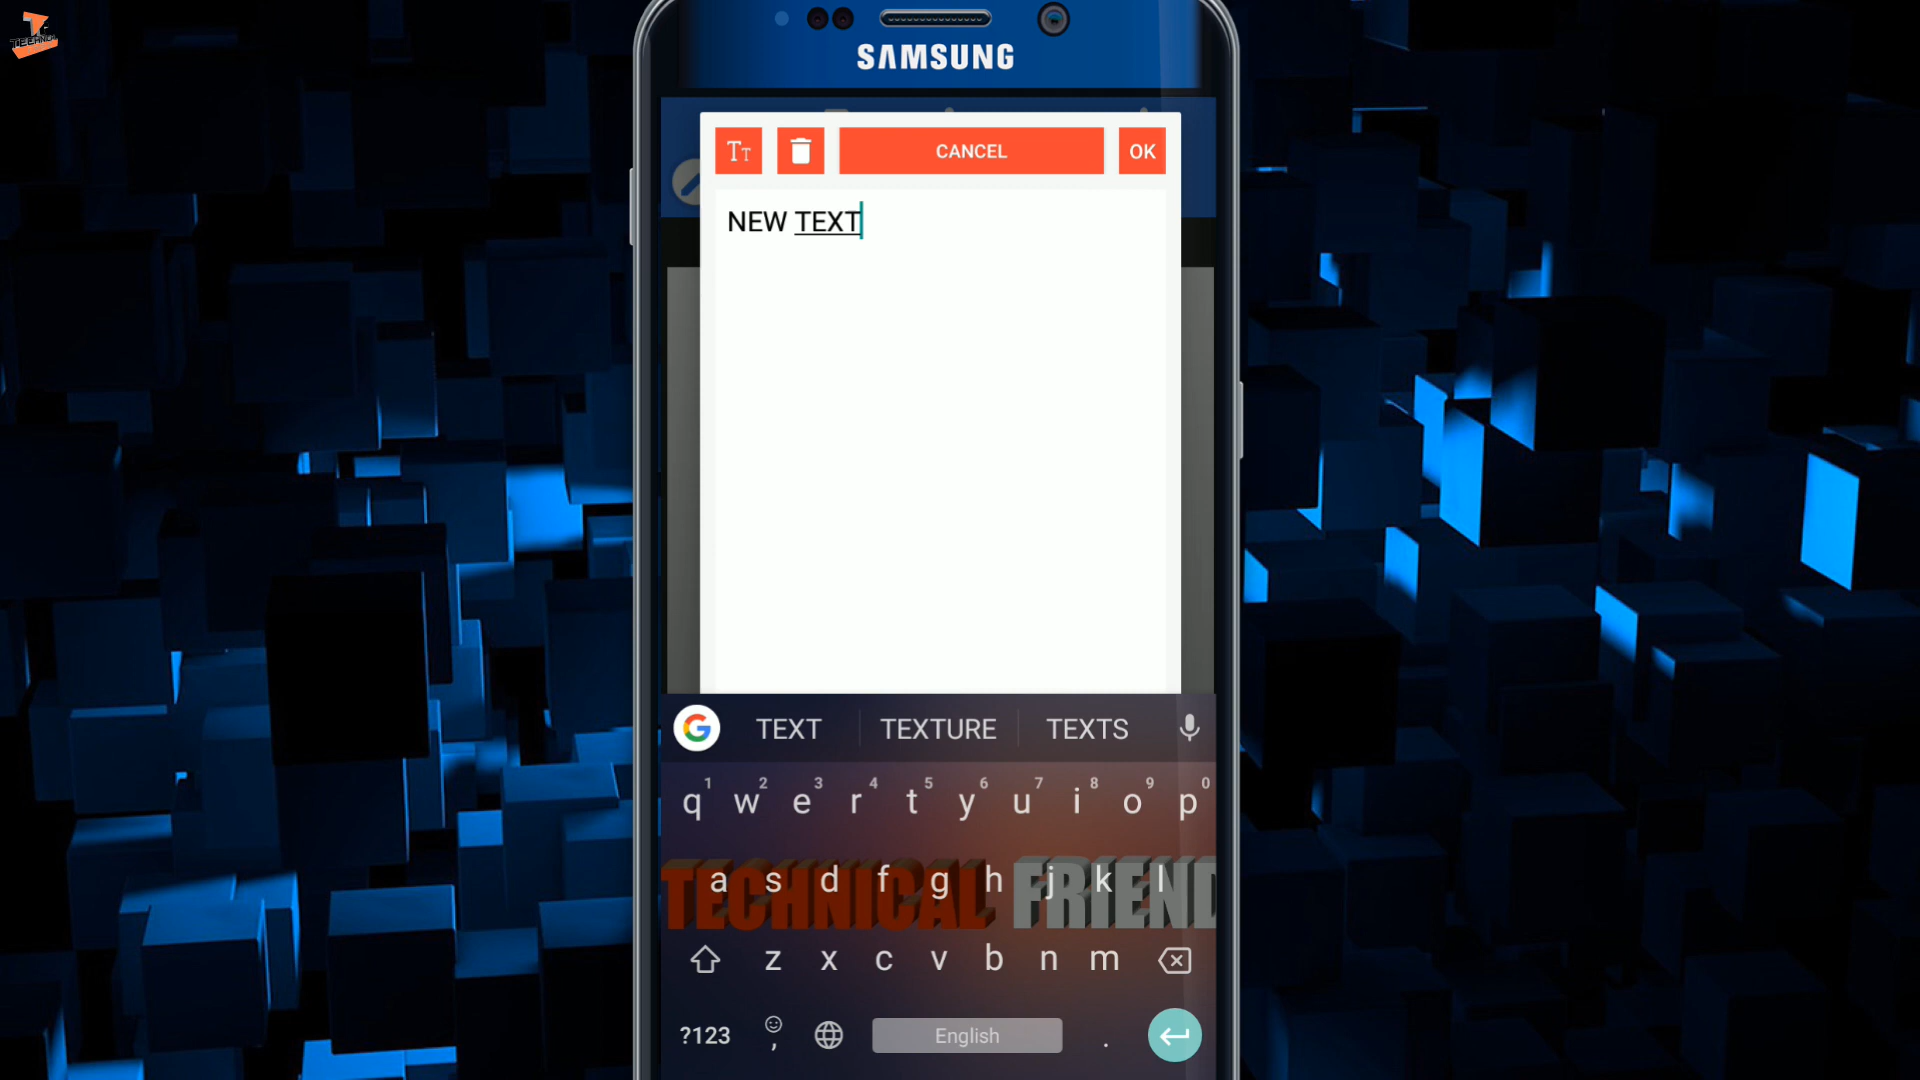 SAMSUNG
Tт CANCEL OK
NEW TEXT
TEXT TEXTURE TEXTS
1 2 3 4 5 6 7 8 9 0
q w e r t y u i o p
a s d f g h j k l
TECHNICAL FRIEND
z x c v b n m
?123 , English .